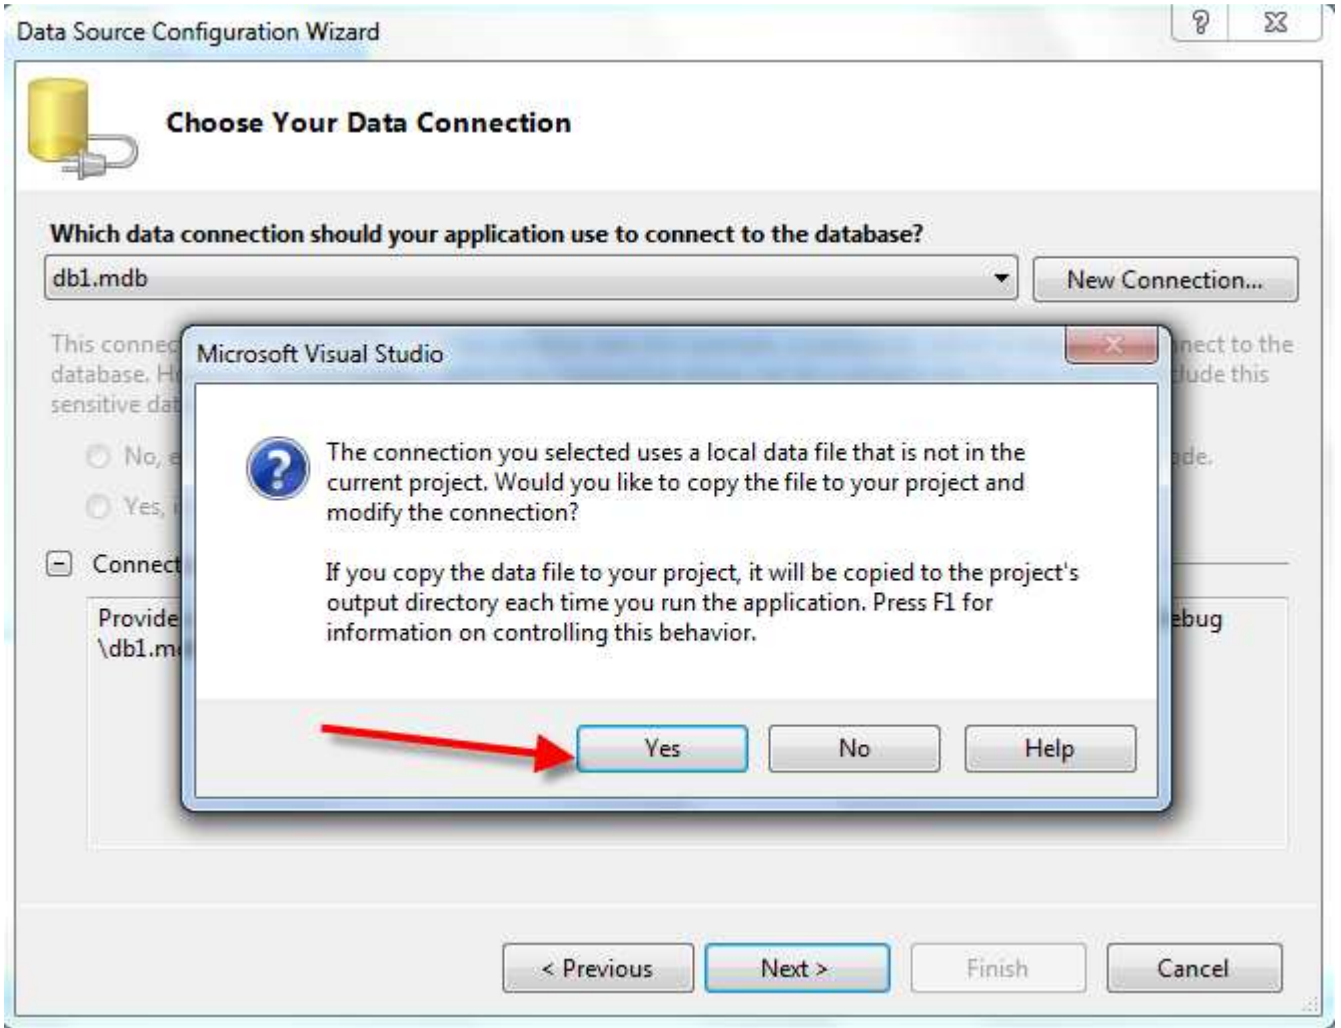 Data Source Configuration Wizard
Choose Your Data Connection
Which data connection should your application use to connect to the database?
db1.mdb
New Connection...
This
nect to the
database.
lude this
sensitive
Microsoft Visual Studio
The connection you selected uses a local data file that is not in the
current project. Would you like to copy the file to your project and
modify the connection?
If you copy the data file to your project, it will be copied to the project's
output directory each time you run the application. Press F1 for
information on controlling this behavior.
No,
Yes,
Connect
Provide
ebug
\db1.m
Yes
No
Help
< Previous
Next >
Finish
Cancel